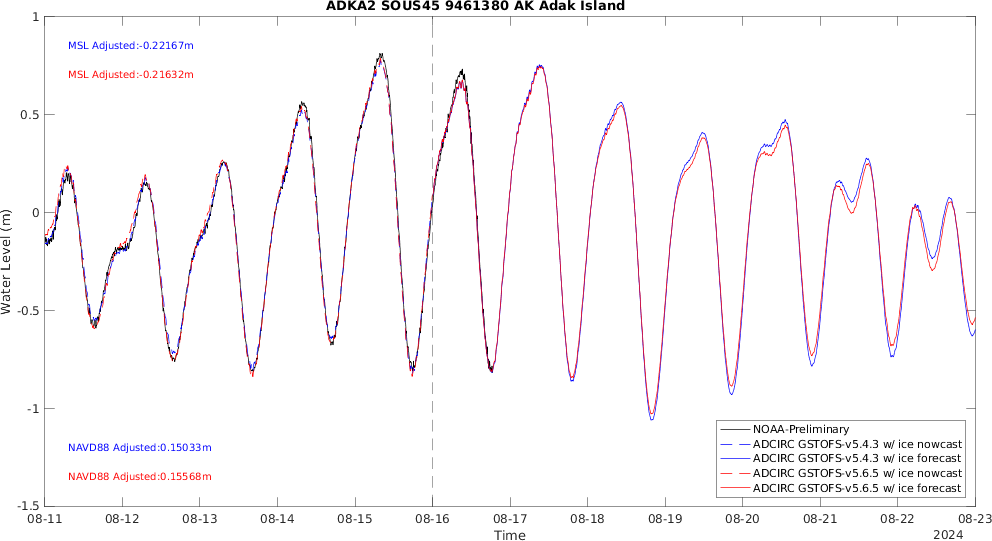 ADKA2 SOUS45 9461380 AK Adak Island
MSL Adjusted:-0.22167m
MSL Adjusted:-0.21632m
NAVD88 Adjusted:0.15033m
NAVD88 Adjusted:0.15568m
Water Level (m)
1
0.5
0
-0.5
-1
-1.5
NOAA-Preliminary
ADCIRC GSTOFS-v5.4.3 w/ ice nowcast
ADCIRC GSTOFS-v5.4.3 w/ ice forecast
ADCIRC GSTOFS-v5.6.5 w/ ice nowcast
ADCIRC GSTOFS-v5.6.5 w/ ice forecast
08-11 08-12 08-13 08-14 08-15 08-16 08-17 08-18 08-19 08-20 08-21 08-22 08-23
Time
2024